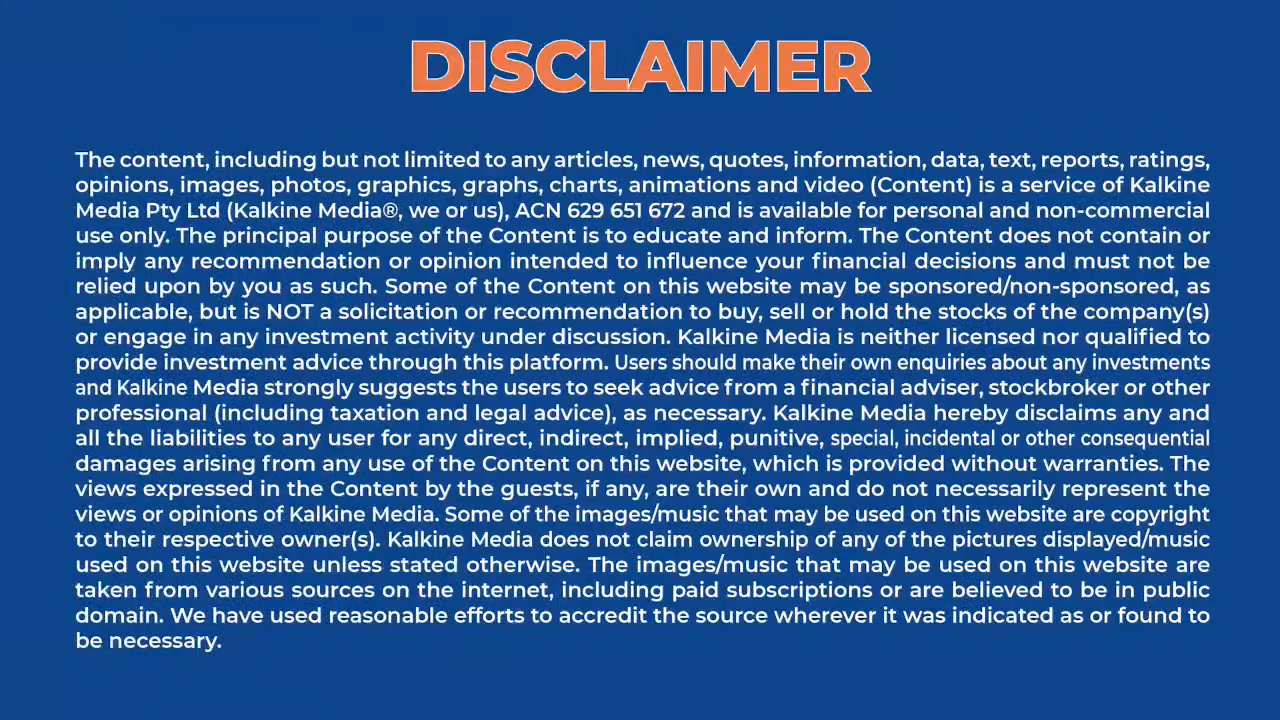 DISCLAIMER
The content, including but not limited to any articles, news, quotes, information, data, text, reports, ratings,
opinions, images, photos, graphics, graphs, charts, animations and video (Content) is a service of Kalkine
Media Pty Ltd (Kalkine Media®, we or us), ACN 629 651 672 and is available for personal and non-commercial
use only. The principal purpose of the Content is to educate and inform. The Content does not contain or
imply any recommendation or opinion intended to influence your financial decisions and must not be
relied upon by you as such. Some of the Content on this website may be sponsored/non-sponsored, as
applicable, but is NOT a solicitation or recommendation to buy, sell or hold the stocks of the company(s)
or engage in any investment activity under discussion. Kalkine Media is neither licensed nor qualified to
provide investment advice through this platform. Users should make their own enquiries about any investments
and Kalkine Media strongly suggests the users to seek advice from a financial adviser, stockbroker or other
professional (including taxation and legal advice), as necessary. Kalkine Media hereby disclaims any and
all the liabilities to any user for any direct, indirect, implied, punitive, special, incidental or other consequential
damages arising from any use of the Content on this website, which is provided without warranties. The
views expressed in the Content by the guests, if any, are their own and do not necessarily represent the
views or opinions of Kalkine Media. Some of the images/music that may be used on this website are copyright
to their respective owner(s). Kalkine Media does not claim ownership of any of the pictures displayed/music
used on this website unless stated otherwise. The images/music that may be used on this website are
taken from various sources on the internet, including paid subscriptions or are believed to be in public
domain. We have used reasonable efforts to accredit the source wherever it was indicated as or found to
be necessary.